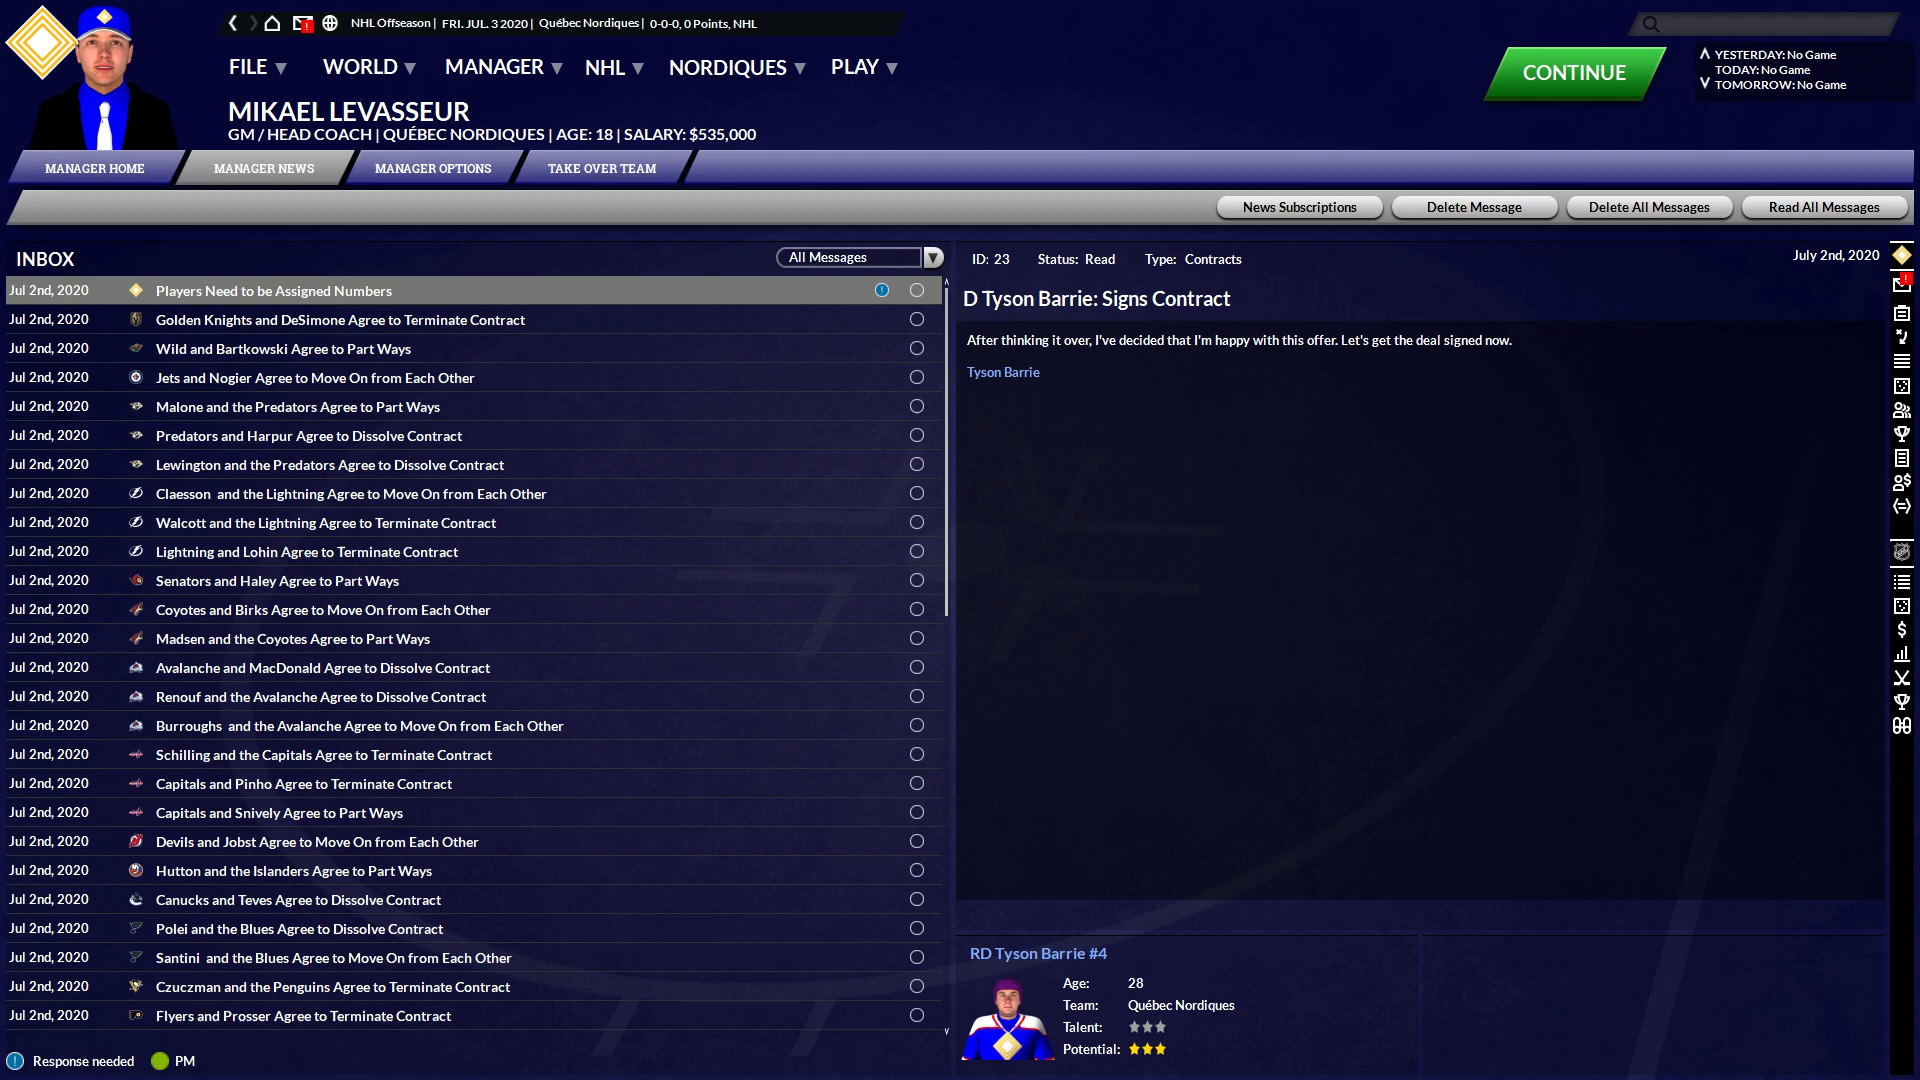 NHL Offseason | FRI. JUL. 3 2020 | Québec Nordiques | 0-0-0, 0 Points, NHL
FILE WORLD MANAGER NHL NORDIQUES PLAY
CONTINUE
YESTERDAY: No Game
TODAY: No Game
TOMORROW: No Game
MIKAEL LEVASSEUR
GM / HEAD COACH | QUÉBEC NORDIQUES | AGE: 18 | SALARY: $535,000
MANAGER HOME MANAGER NEWS MANAGER OPTIONS TAKE OVER TEAM
News Subscriptions Delete Message Delete All Messages Read All Messages
INBOX All Messages
Jul 2nd, 2020 Players Need to be Assigned Numbers
Jul 2nd, 2020 Golden Knights and DeSimone Agree to Terminate Contract
Jul 2nd, 2020 Wild and Bartkowski Agree to Part Ways
Jul 2nd, 2020 Jets and Nogier Agree to Move On from Each Other
Jul 2nd, 2020 Malone and the Predators Agree to Part Ways
Jul 2nd, 2020 Predators and Harpur Agree to Dissolve Contract
Jul 2nd, 2020 Lewington and the Predators Agree to Dissolve Contract
Jul 2nd, 2020 Claesson and the Lightning Agree to Move On from Each Other
Jul 2nd, 2020 Walcott and the Lightning Agree to Terminate Contract
Jul 2nd, 2020 Lightning and Lohin Agree to Terminate Contract
Jul 2nd, 2020 Senators and Haley Agree to Part Ways
Jul 2nd, 2020 Coyotes and Birks Agree to Move On from Each Other
Jul 2nd, 2020 Madsen and the Coyotes Agree to Part Ways
Jul 2nd, 2020 Avalanche and MacDonald Agree to Dissolve Contract
Jul 2nd, 2020 Renouf and the Avalanche Agree to Dissolve Contract
Jul 2nd, 2020 Burroughs and the Avalanche Agree to Move On from Each Other
Jul 2nd, 2020 Schilling and the Capitals Agree to Terminate Contract
Jul 2nd, 2020 Capitals and Pinho Agree to Terminate Contract
Jul 2nd, 2020 Capitals and Snively Agree to Part Ways
Jul 2nd, 2020 Devils and Jobst Agree to Move On from Each Other
Jul 2nd, 2020 Hutton and the Islanders Agree to Part Ways
Jul 2nd, 2020 Canucks and Teves Agree to Dissolve Contract
Jul 2nd, 2020 Polei and the Blues Agree to Dissolve Contract
Jul 2nd, 2020 Santini and the Blues Agree to Move On from Each Other
Jul 2nd, 2020 Czuczman and the Penguins Agree to Terminate Contract
Jul 2nd, 2020 Flyers and Prosser Agree to Terminate Contract
Response needed PM
ID: 23 Status: Read Type: Contracts July 2nd, 2020
D Tyson Barrie: Signs Contract
After thinking it over, I've decided that I'm happy with this offer. Let's get the deal signed now.
Tyson Barrie
RD Tyson Barrie #4
Age: 28
Team: Québec Nordiques
Talent:
Potential: